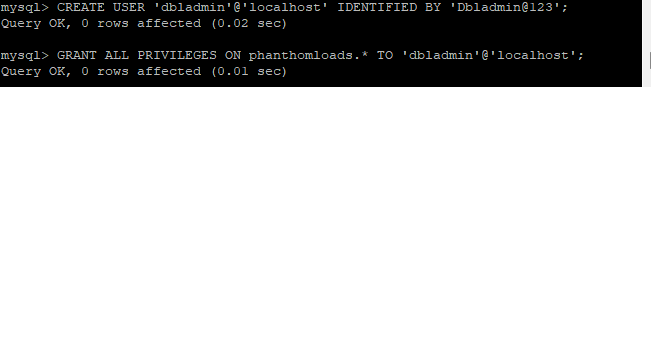 mysql> CREATE USER 'dbladmin'@'localhost' IDENTIFIED BY 'Dbladmin@123';
Query OK, 0 rows affected (0.02 sec)
mysql> GRANT ALL PRIVILEGES ON phanthomloads.* TO 'dbladmin'@'localhost';
Query OK, 0 rows affected (0.01 sec)